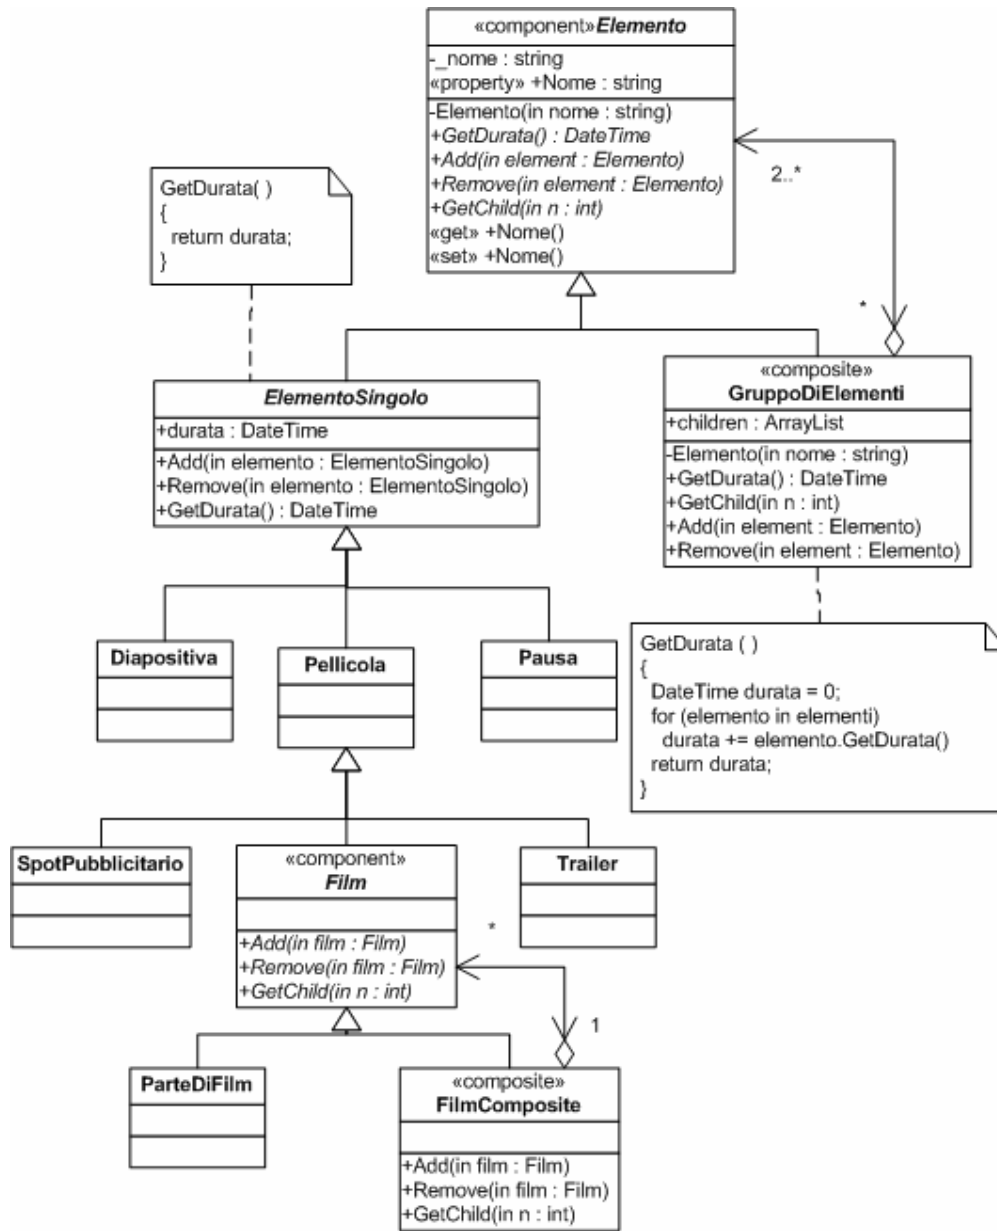 «component» Elemento
-_nome : string
«property» +Nome : string
-Elemento(in nome : string)
+GetDurata() : DateTime
+Add(in element : Elemento)
+Remove(in element : Elemento)
+GetChild(in n : int)
«get» +Nome()
«set» +Nome()
2..*
*
GetDurata( )
{
return durata;
}
ElementoSingolo
+durata : DateTime
+Add(in elemento : ElementoSingolo)
+Remove(in elemento : ElementoSingolo)
+GetDurata() : DateTime
«composite»
GruppoDiElementi
+children : ArrayList
-Elemento(in nome : string)
+GetDurata() : DateTime
+GetChild(in n : int)
+Add(in element : Elemento)
+Remove(in element : Elemento)
Diapositiva
Pellicola
Pausa
GetDurata ( )
{
DateTime durata = 0;
for (elemento in elementi)
durata += elemento.GetDurata()
return durata;
}
SpotPubblicitario
«component»
Film
+Add(in film : Film)
+Remove(in film : Film)
+GetChild(in n : int)
Trailer
*
1
ParteDiFilm
«composite»
FilmComposite
+Add(in film : Film)
+Remove(in film : Film)
+GetChild(in n : int)